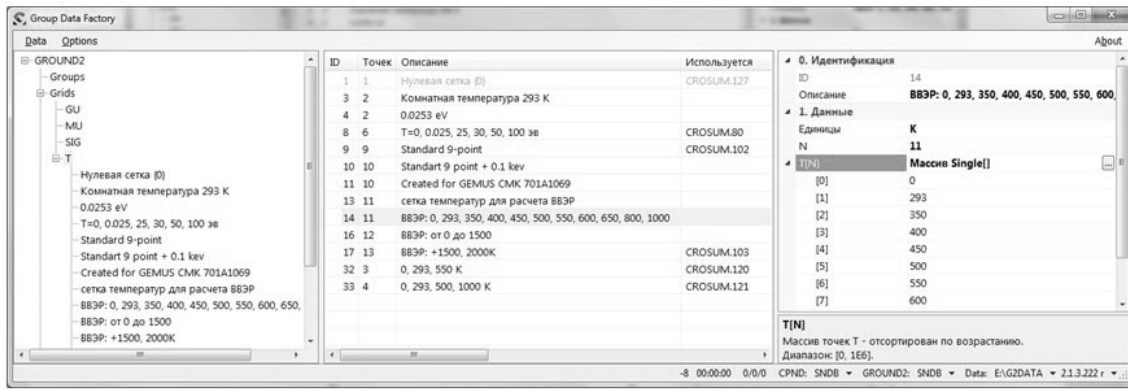 Group Data Factory
Data Options About
GROUND2
Groups
Grids
GU
MU
SIG
T
Нулевая сетка (0)
Комнатная температура 293 К
0.0253 eV
T=0, 0.025, 25, 30, 50, 100 эв
Standard 9-point
Standart 9 point + 0.1 kev
Created for GEMUS СМК 701A1069
сетка температур для расчета ВВЭР
ВВЭР: 0, 293, 350, 400, 450, 500, 550, 600, 650,
ВВЭР: от 0 до 1500
ВВЭР: +1500, 2000К
ID Точек Описание Используется
1 1 Нулевая сетка (0) CROSUM.127
3 2 Комнатная температура 293 К
4 2 0.0253 eV
8 6 T=0, 0.025, 25, 30, 50, 100 эв CROSUM.80
9 9 Standard 9-point CROSUM.102
10 10 Standart 9 point + 0.1 kev
11 10 Created for GEMUS СМК 701A1069
13 11 сетка температур для расчета ВВЭР
14 11 ВВЭР: 0, 293, 350, 400, 450, 500, 550, 600, 650, 800, 1000
16 12 ВВЭР: от 0 до 1500
17 13 ВВЭР: +1500, 2000К CROSUM.103
32 3 0, 293, 550 К CROSUM.120
33 4 0, 293, 500, 1000 К CROSUM.121
0. Идентификация
ID 14
Описание ВВЭР: 0, 293, 350, 400, 450, 500, 550, 600,
1. Данные
Единицы К
N 11
T[N] Массив Single[] ...
[0] 0
[1] 293
[2] 350
[3] 400
[4] 450
[5] 500
[6] 550
[7] 600
T[N]
Массив точек Т - отсортирован по возрастанию.
Диапазон: [0, 1E6].
-8 00:00:00 0/0/0 CPND: SNDB GROUND2: SNDB Data: E:\G2DATA 2.1.3.222 г